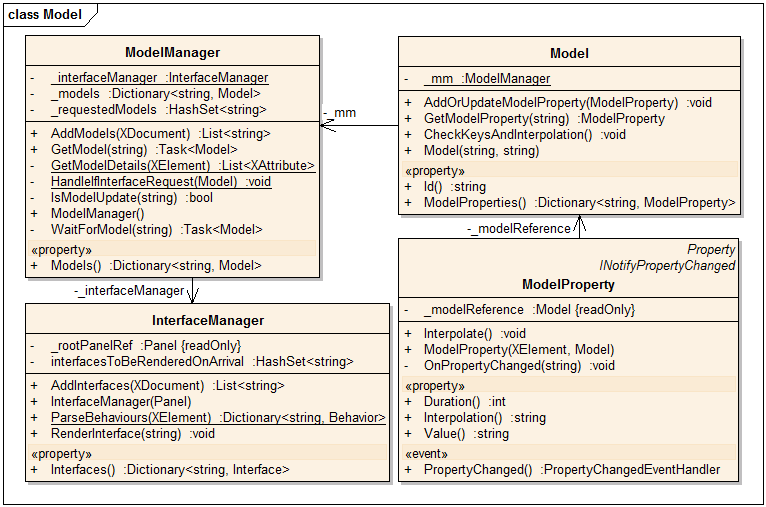 class Model
ModelManager
- _interfaceManager :InterfaceManager
- _models :Dictionary<string, Model>
- _requestedModels :HashSet<string>
+ AddModels(XDocument) :List<string>
+ GetModel(string) :Task<Model>
- GetModelDetails(XElement) :List<XAttribute>
- HandleIfInterfaceRequest(Model) :void
- IsModelUpdate(string) :bool
+ ModelManager()
- WaitForModel(string) :Task<Model>
«property»
+ Models() :Dictionary<string, Model>
-_mm
Model
- _mm :ModelManager
+ AddOrUpdateModelProperty(ModelProperty) :void
+ GetModelProperty(string) :ModelProperty
+ CheckKeysAndInterpolation() :void
+ Model(string, string)
«property»
+ Id() :string
+ ModelProperties() :Dictionary<string, ModelProperty>
-_modelReference
-_interfaceManager
InterfaceManager
- _rootPanelRef :Panel {readOnly}
- interfacesToBeRenderedOnArrival :HashSet<string>
+ AddInterfaces(XDocument) :List<string>
+ InterfaceManager(Panel)
+ ParseBehaviours(XElement) :Dictionary<string, Behavior>
+ RenderInterface(string) :void
«property»
+ Interfaces() :Dictionary<string, Interface>
Property
INotifyPropertyChanged
ModelProperty
- _modelReference :Model {readOnly}
+ Interpolate() :void
+ ModelProperty(XElement, Model)
- OnPropertyChanged(string) :void
«property»
+ Duration() :int
+ Interpolation() :string
+ Value() :string
«event»
+ PropertyChanged() :PropertyChangedEventHandler